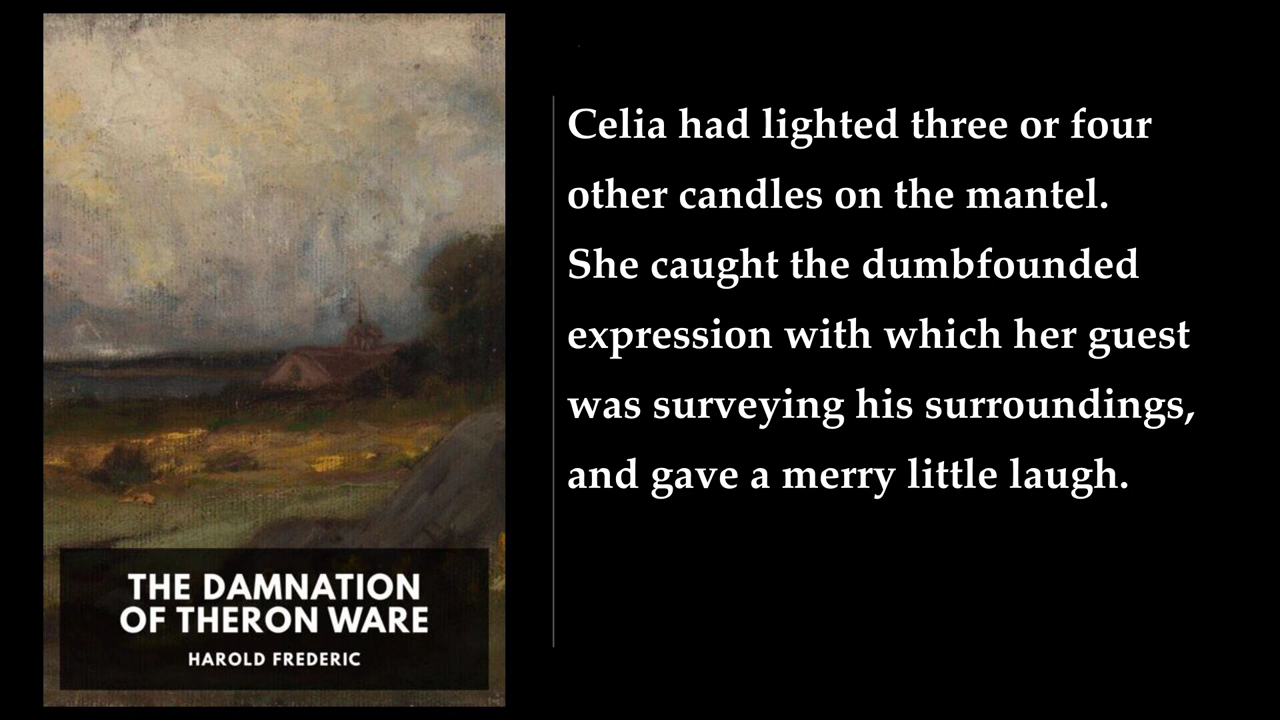 Celia had lighted three or four
other candles on the mantel.
She caught the dumbfounded
expression with which her guest
was surveying his surroundings,
and gave a merry little laugh.
THE DAMNATION
OF THERON WARE
HAROLD FREDERIC